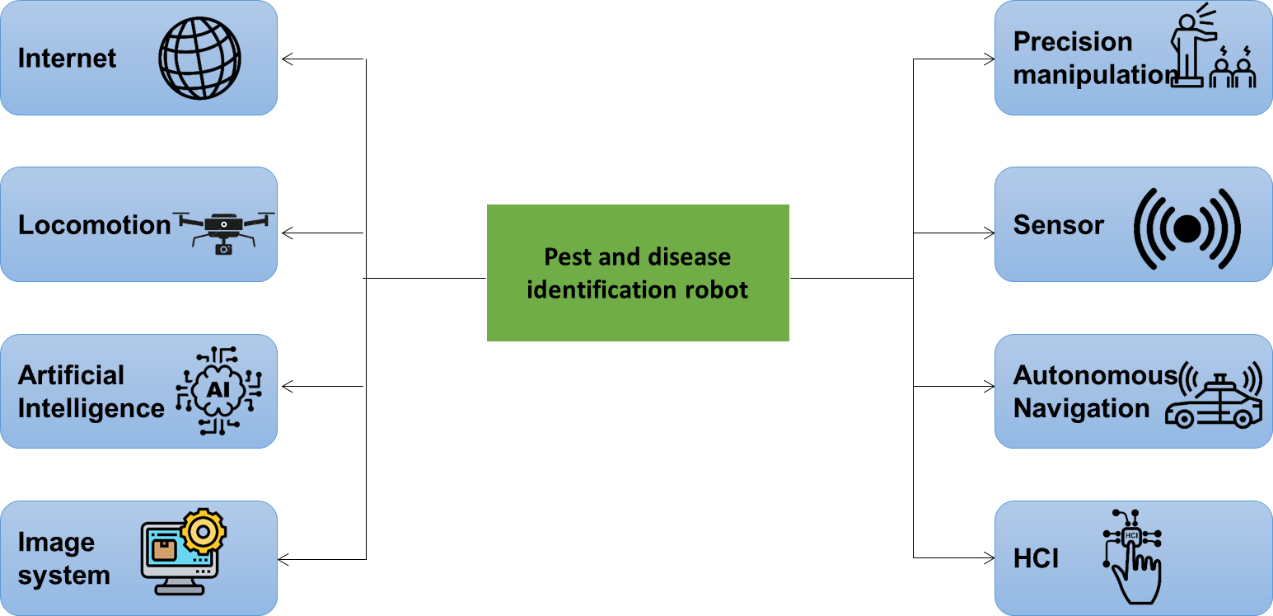 Internet
Locomotion
Artificial
Intelligence
AI
Image
system
Pest and disease
identification robot
Precision
manipulation
Sensor
Autonomous
Navigation
HCI
HCI